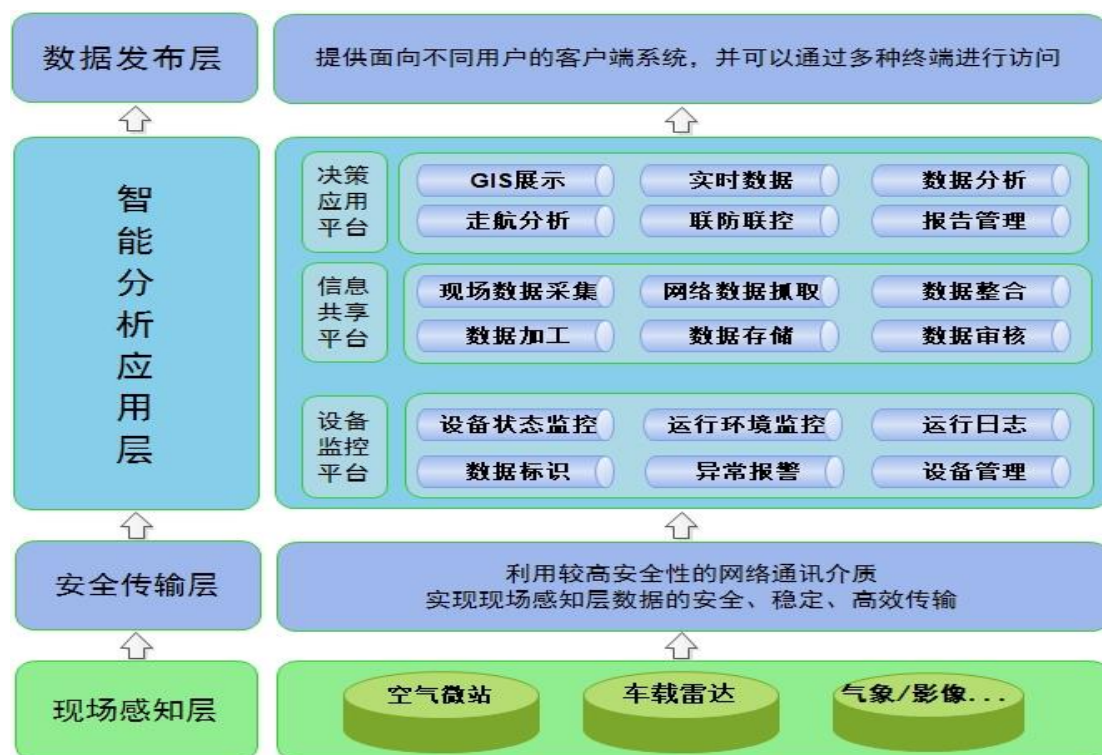 数据发布层
提供面向不同用户的客户端系统，并可以通过多种终端进行访问
智能分析应用层
决策
应用
平台
GIS展示 实时数据 数据分析
走航分析 联防联控 报告管理
信息
共享
平台
现场数据采集 网络数据抓取 数据整合
数据加工 数据存储 数据审核
设备
监控
平台
设备状态监控 运行环境监控 运行日志
数据标识 异常报警 设备管理
安全传输层
利用较高安全性的网络通讯介质
实现现场感知层数据的安全、稳定、高效传输
现场感知层
空气微站 车载雷达 气象/影像...